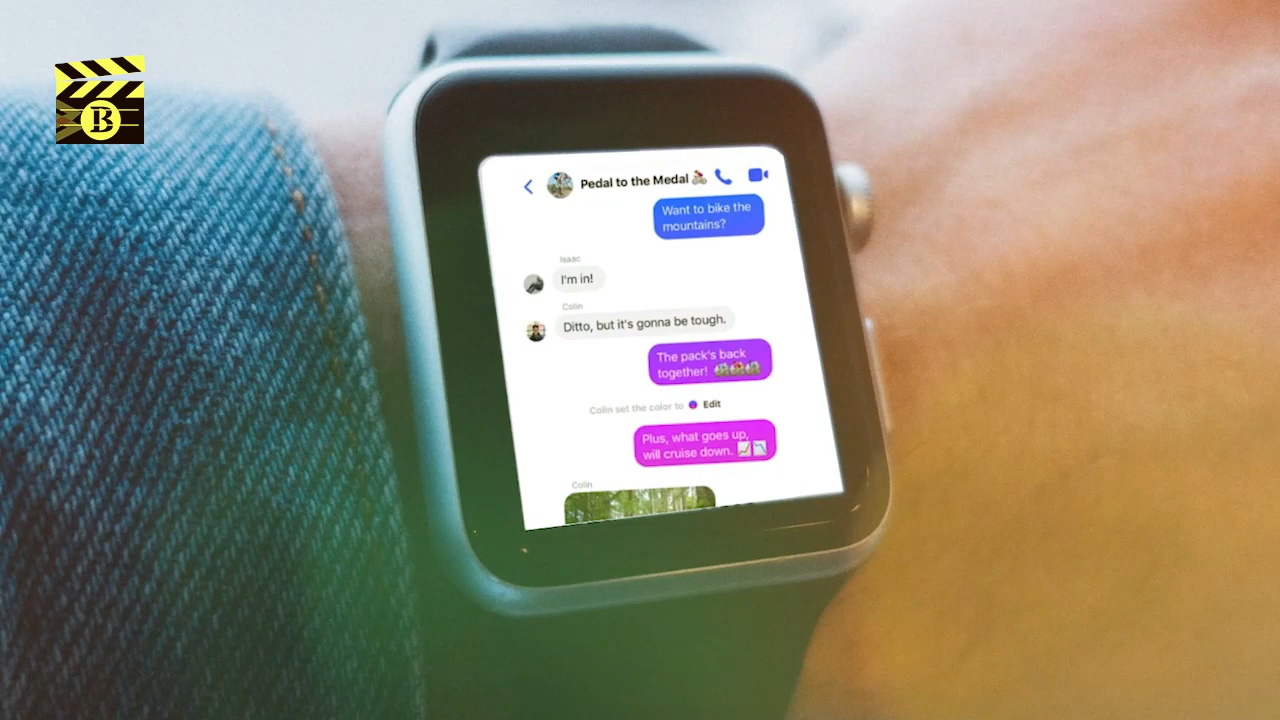 B
Pedal to the Medal 🚵
Want to bike the
mountains?
Isaac
I'm in!
Colin
Ditto, but it's gonna be tough.
The pack's back
together! 🚵🚵🚵
Colin set the color to Edit
Plus, what goes up,
will cruise down. 📈📉
Colin